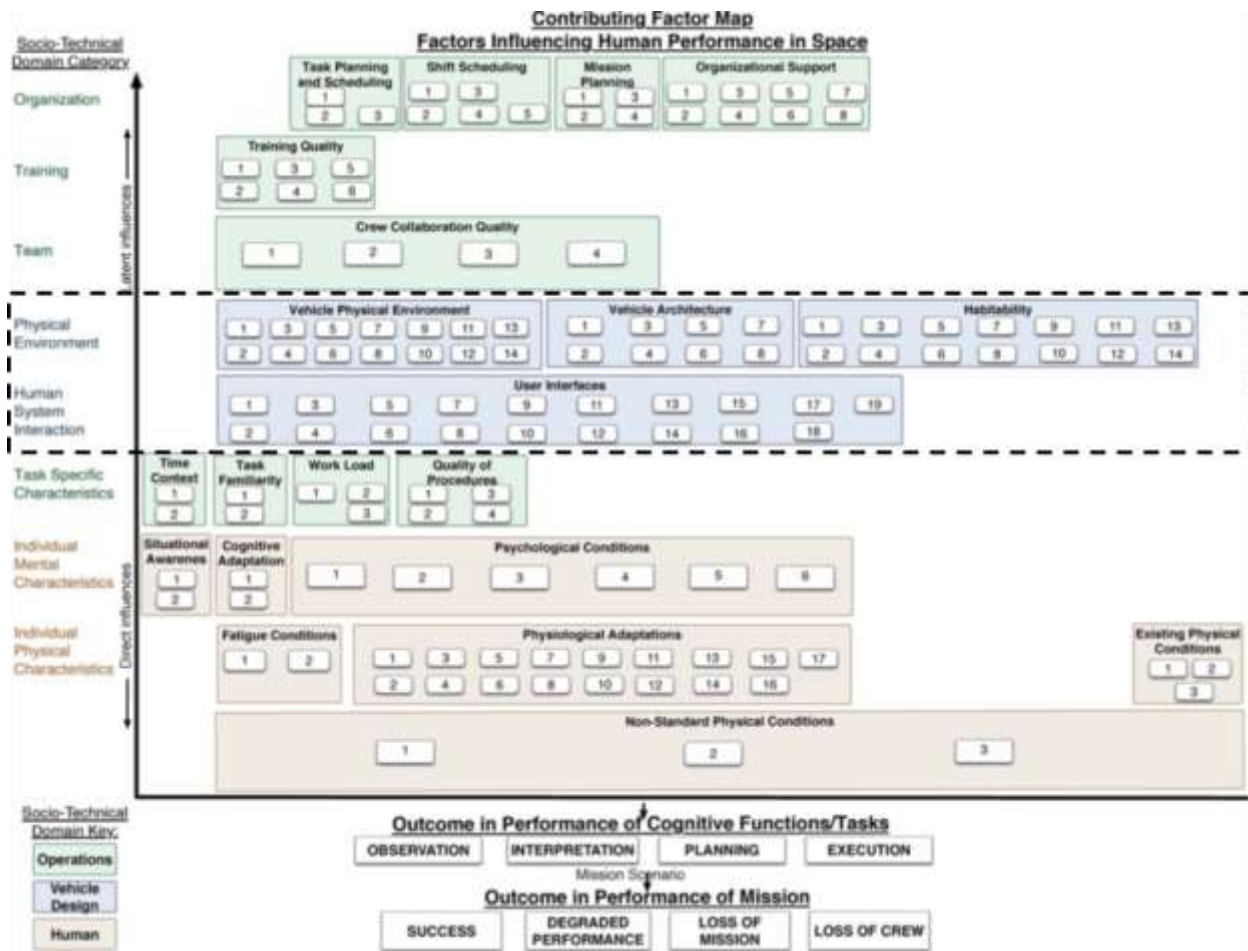 Contributing Factor Map
Factors Influencing Human Performance in Space
Socio-Technical
Domain Category
Organization
Task Planning
and Scheduling
1
2 3
Shift Scheduling
1 3
2 4 5
Mission
Planning
1 3
2 4
Organizational Support
1 3 5 7
2 4 6 8
Training
Training Quality
1 3 5
2 4 6
Team
Crew Collaboration Quality
1 2 3 4
Latent influences
Physical
Environment
Vehicle Physical Environment
1 3 5 7 9 11 13
2 4 6 8 10 12 14
Vehicle Architecture
1 3 5 7
2 4 6 8
Habitability
1 3 5 7 9 11 13
2 4 6 8 10 12 14
Human
System
Interaction
User Interfaces
1 3 5 7 9 11 13 15 17 19
2 4 6 8 10 12 14 16 18
Task Specific
Characteristics
Time
Context
1
2
Task
Familiarity
1
2
Work Load
1 2
3
Quality of
Procedures
1 3
2 4
Individual
Mental
Characteristics
Situational
Awarenes
1
2
Cognitive
Adaptation
1
2
Psychological Conditions
1 2 3 4 5 6
Direct influences
Individual
Physical
Characteristics
Fatigue Conditions
1 2
Physiological Adaptations
1 3 5 7 9 11 13 15 17
2 4 6 8 10 12 14 16
Existing Physical
Conditions
1 2
3
Non-Standard Physical Conditions
1 2 3
Socio-Technical
Domain Key:
Operations
Vehicle
Design
Human
Outcome in Performance of Cognitive Functions/Tasks
OBSERVATION INTERPRETATION PLANNING EXECUTION
Mission Scenario
Outcome in Performance of Mission
SUCCESS
DEGRADED
PERFORMANCE
LOSS OF
MISSION
LOSS OF CREW